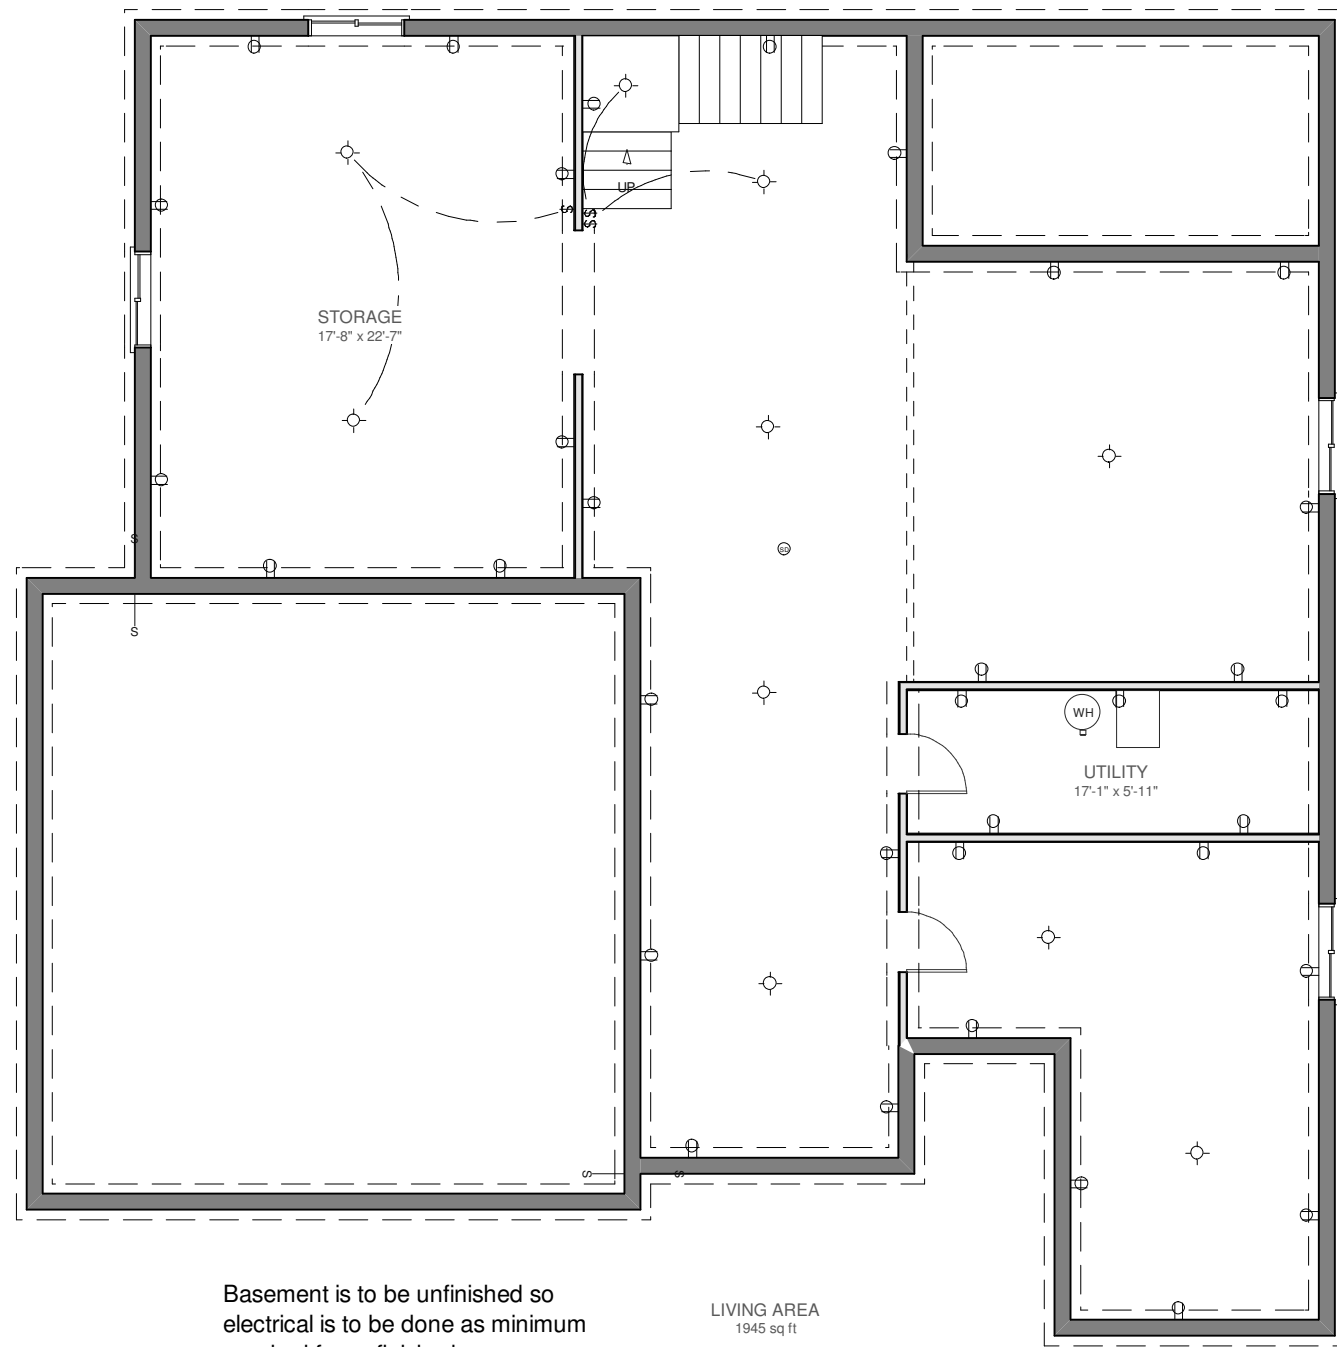 UP
STORAGE
17'-8" x 22'-7"
SD
WH
UTILITY
17'-1" x 5'-11"
S
S
S
S
S
S
S
Basement is to be unfinished so
electrical is to be done as minimum
LIVING AREA
1945 sq ft